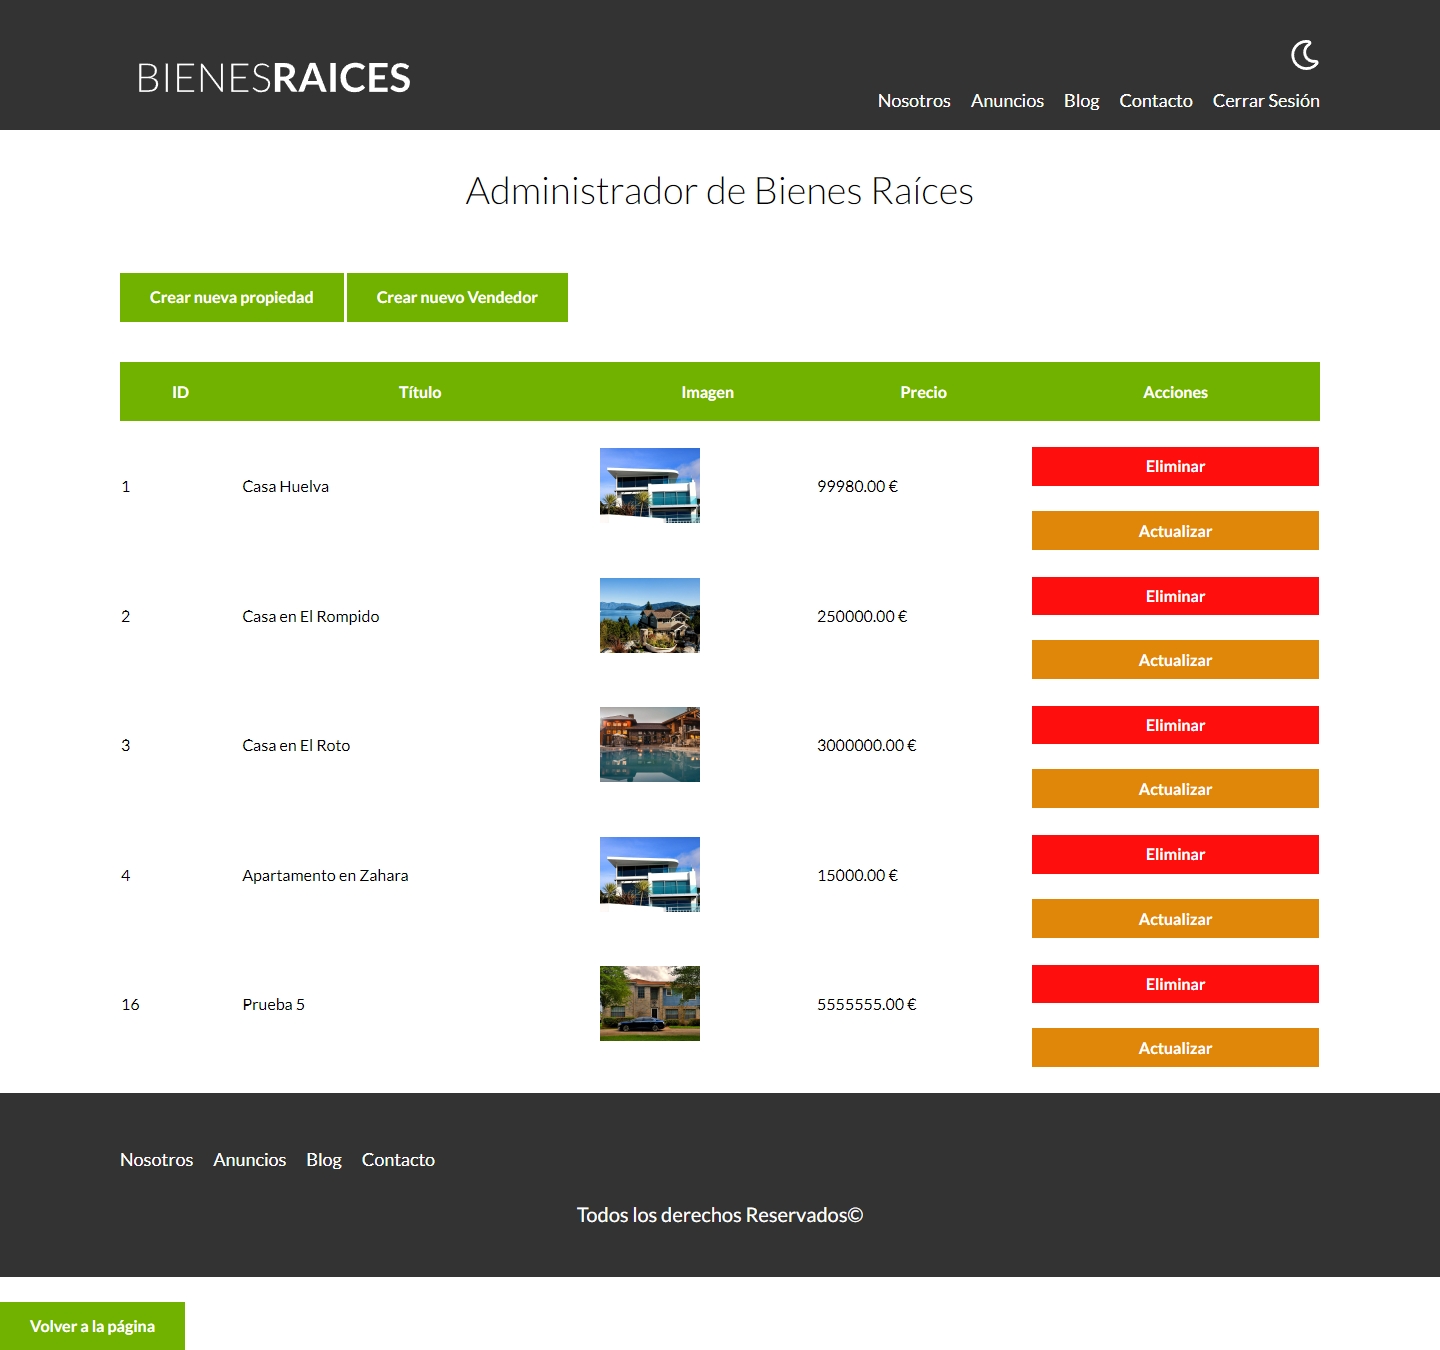 BIENESRAICES
Nosotros Anuncios Blog Contacto Cerrar Sesión
Administrador de Bienes Raíces
Crear nueva propiedad Crear nuevo Vendedor
ID Título Imagen Precio Acciones
1 Casa Huelva 99980.00 € Eliminar
Actualizar
2 Casa en El Rompido 250000.00 € Eliminar
Actualizar
3 Casa en El Roto 3000000.00 € Eliminar
Actualizar
4 Apartamento en Zahara 15000.00 € Eliminar
Actualizar
16 Prueba 5 5555555.00 € Eliminar
Actualizar
Nosotros Anuncios Blog Contacto
Todos los derechos Reservados©
Volver a la página